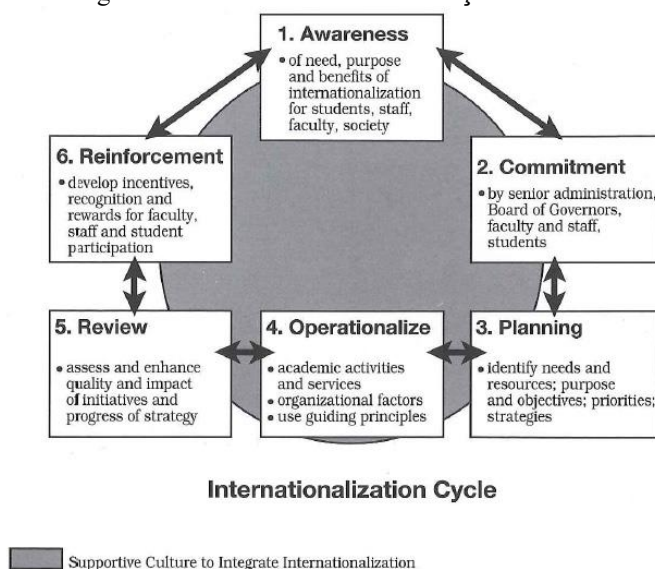 1. Awareness
• of need, purpose
and benefits of
internationalization
for students, staff,
faculty, society
2. Commitment
• by senior administration,
Board of Governors,
faculty and staff,
students
3. Planning
• identify needs and
resources; purpose
and objectives; priorities;
strategies
4. Operationalize
• academic activities
and services
• organizational factors
• use guiding principles
5. Review
• assess and enhance
quality and impact
of initiatives and
progress of strategy
6. Reinforcement
• develop incentives,
recognition and
rewards for faculty,
staff and student
participation
Internationalization Cycle
Supportive Culture to Integrate Internationalization